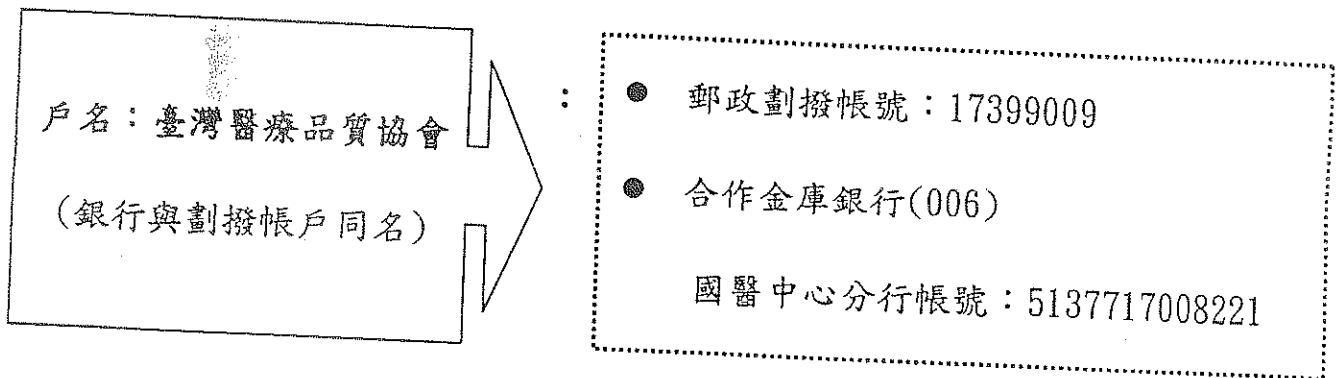 戶名：臺灣醫療品質協會
(銀行與劃撥帳戶同名)
：
● 郵政劃撥帳號：17399009
● 合作金庫銀行(006)
國醫中心分行帳號：5137717008221